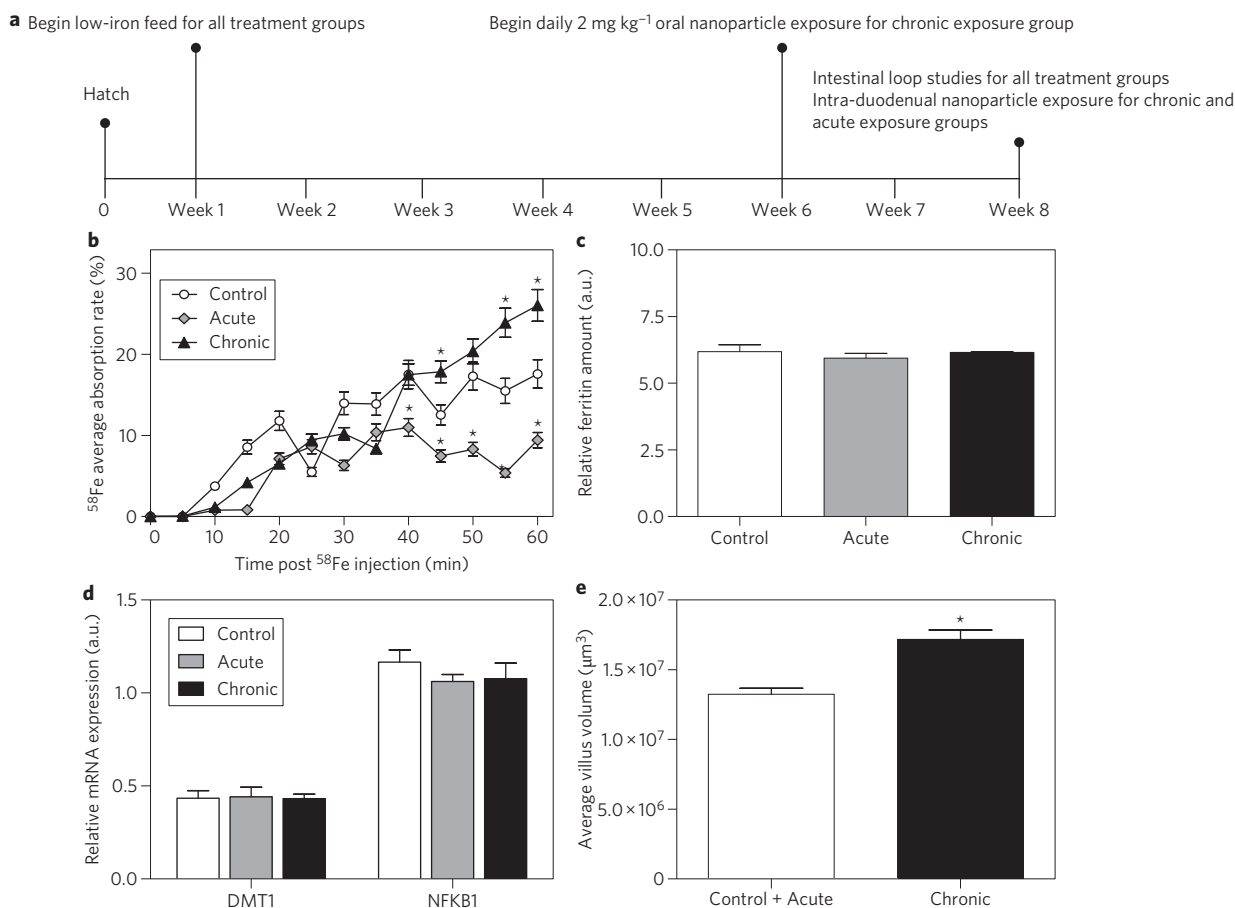 a Begin low-iron feed for all treatment groups
Begin daily 2 mg kg⁻¹ oral nanoparticle exposure for chronic exposure group
Intestinal loop studies for all treatment groups
Intra-duodenual nanoparticle exposure for chronic and
acute exposure groups
Hatch
0 Week 1 Week 2 Week 3 Week 4 Week 5 Week 6 Week 7 Week 8
b
⁵⁸Fe average absorption rate (%)
30
20
10
0
Control
Acute
Chronic
* * * * * * * *
0 10 20 30 40 50 60
Time post ⁵⁸Fe injection (min)
c
Relative ferritin amount (a.u.)
10.0
7.5
5.0
2.5
0.0
Control Acute Chronic
d
Relative mRNA expression (a.u.)
1.5
1.0
0.5
0.0
Control
Acute
Chronic
DMT1 NFKB1
e
Average villus volume (μm³)
2.0 × 10⁷
1.5 × 10⁷
1.0 × 10⁷
5.0 × 10⁶
0
*
Control + Acute Chronic